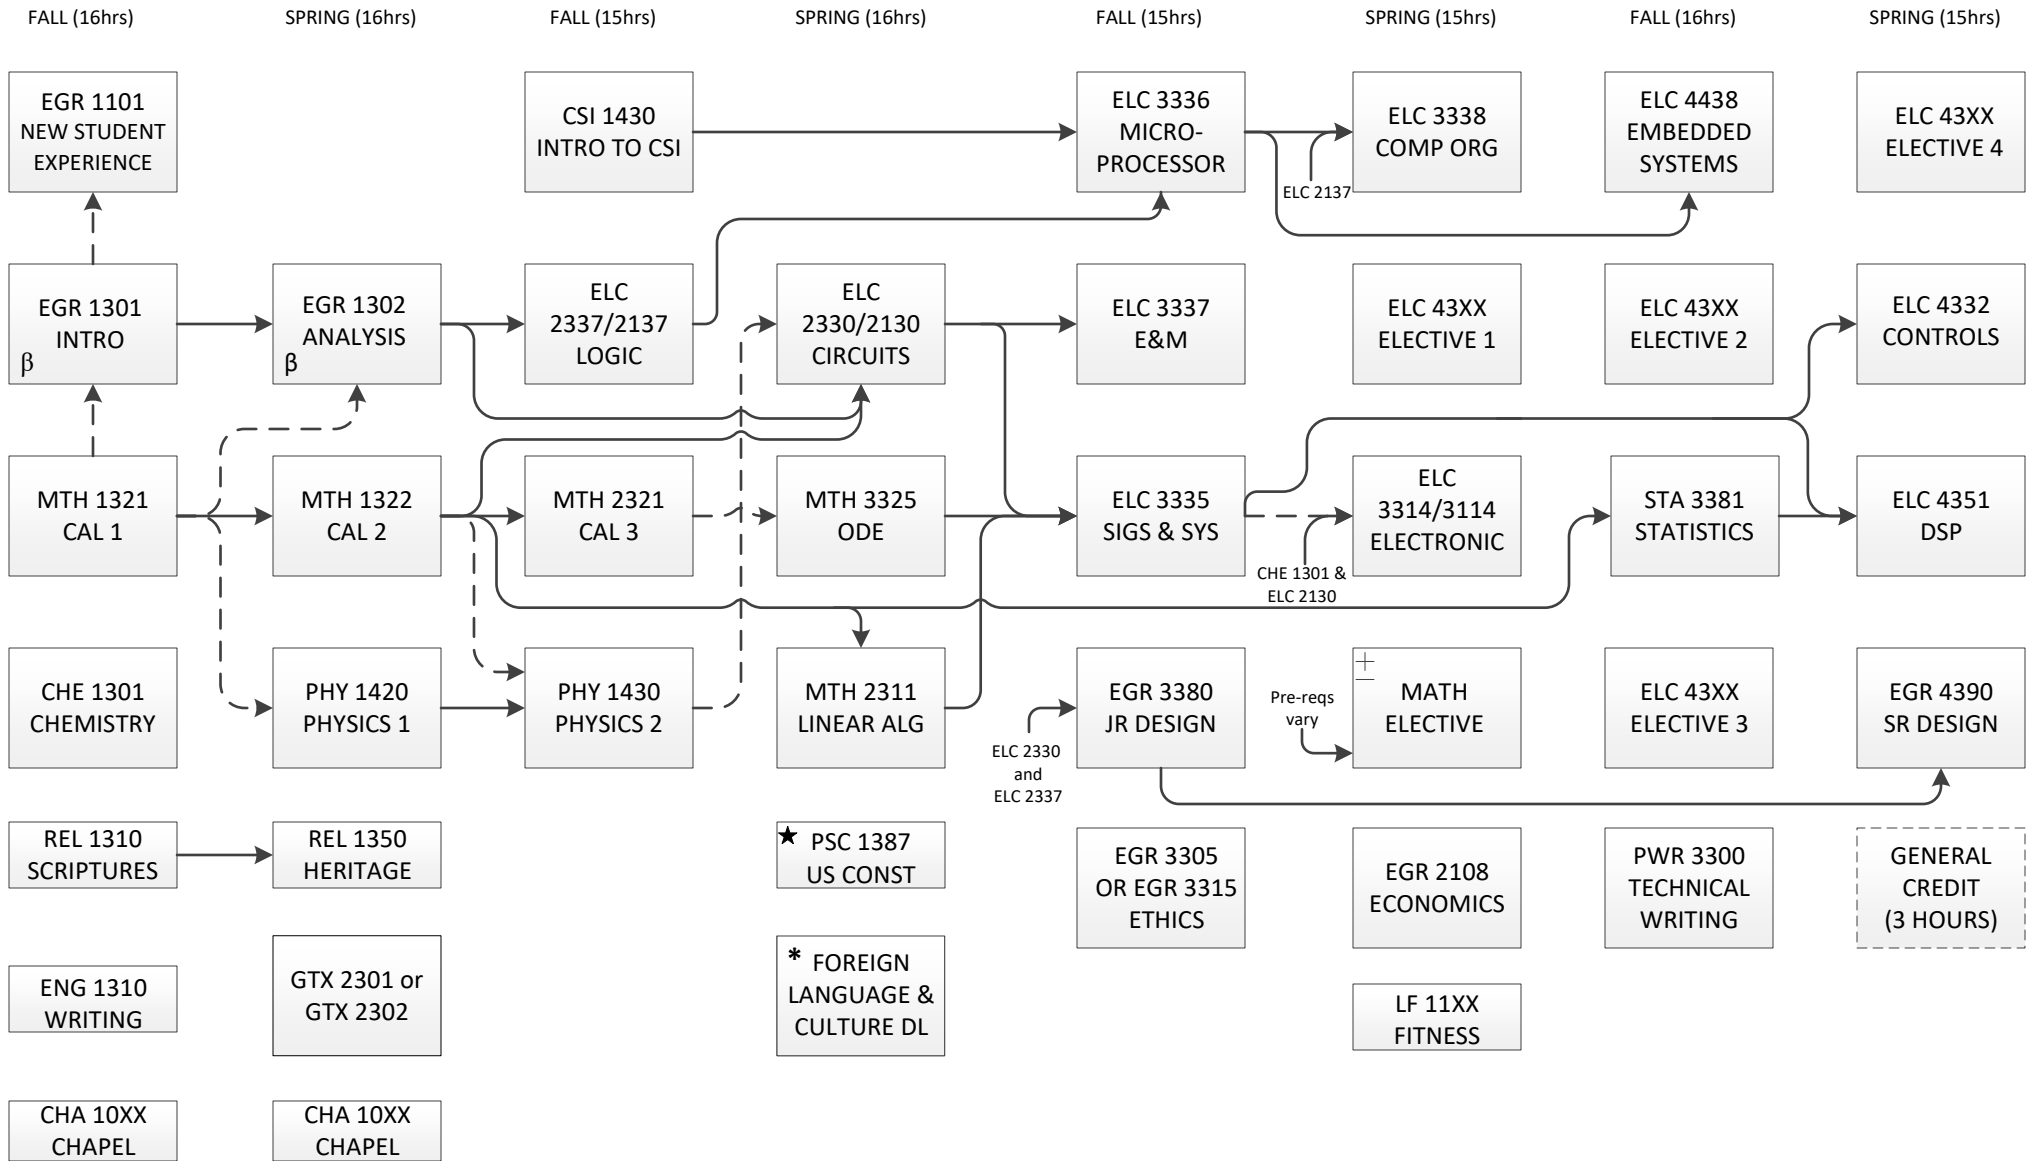 FALL (16hrs)
SPRING (16hrs)
FALL (15hrs)
SPRING (16hrs)
FALL (15hrs)
SPRING (15hrs)
FALL (16hrs)
SPRING (15hrs)
EGR 1101
NEW STUDENT
EXPERIENCE
CSI 1430
INTRO TO CSI
ELC 3336
MICRO-
PROCESSOR
ELC 3338
COMP ORG
ELC 2137
ELC 4438
EMBEDDED
SYSTEMS
ELC 43XX
ELECTIVE 4
EGR 1301
INTRO
β
EGR 1302
ANALYSIS
β
ELC
2337/2137
LOGIC
ELC
2330/2130
CIRCUITS
ELC 3337
E&M
ELC 43XX
ELECTIVE 1
ELC 43XX
ELECTIVE 2
ELC 4332
CONTROLS
MTH 1321
CAL 1
MTH 1322
CAL 2
MTH 2321
CAL 3
MTH 3325
ODE
ELC 3335
SIGS & SYS
ELC
3314/3114
ELECTRONIC
CHE 1301 &
ELC 2130
STA 3381
STATISTICS
ELC 4351
DSP
CHE 1301
CHEMISTRY
PHY 1420
PHYSICS 1
PHY 1430
PHYSICS 2
MTH 2311
LINEAR ALG
ELC 2330
and
ELC 2337
EGR 3380
JR DESIGN
Pre-reqs
vary
+
–
MATH
ELECTIVE
ELC 43XX
ELECTIVE 3
EGR 4390
SR DESIGN
REL 1310
SCRIPTURES
REL 1350
HERITAGE
★ PSC 1387
US CONST
EGR 3305
OR EGR 3315
ETHICS
EGR 2108
ECONOMICS
PWR 3300
TECHNICAL
WRITING
GENERAL
CREDIT
(3 HOURS)
ENG 1310
WRITING
GTX 2301 or
GTX 2302
* FOREIGN
LANGUAGE &
CULTURE DL
LF 11XX
FITNESS
CHA 10XX
CHAPEL
CHA 10XX
CHAPEL